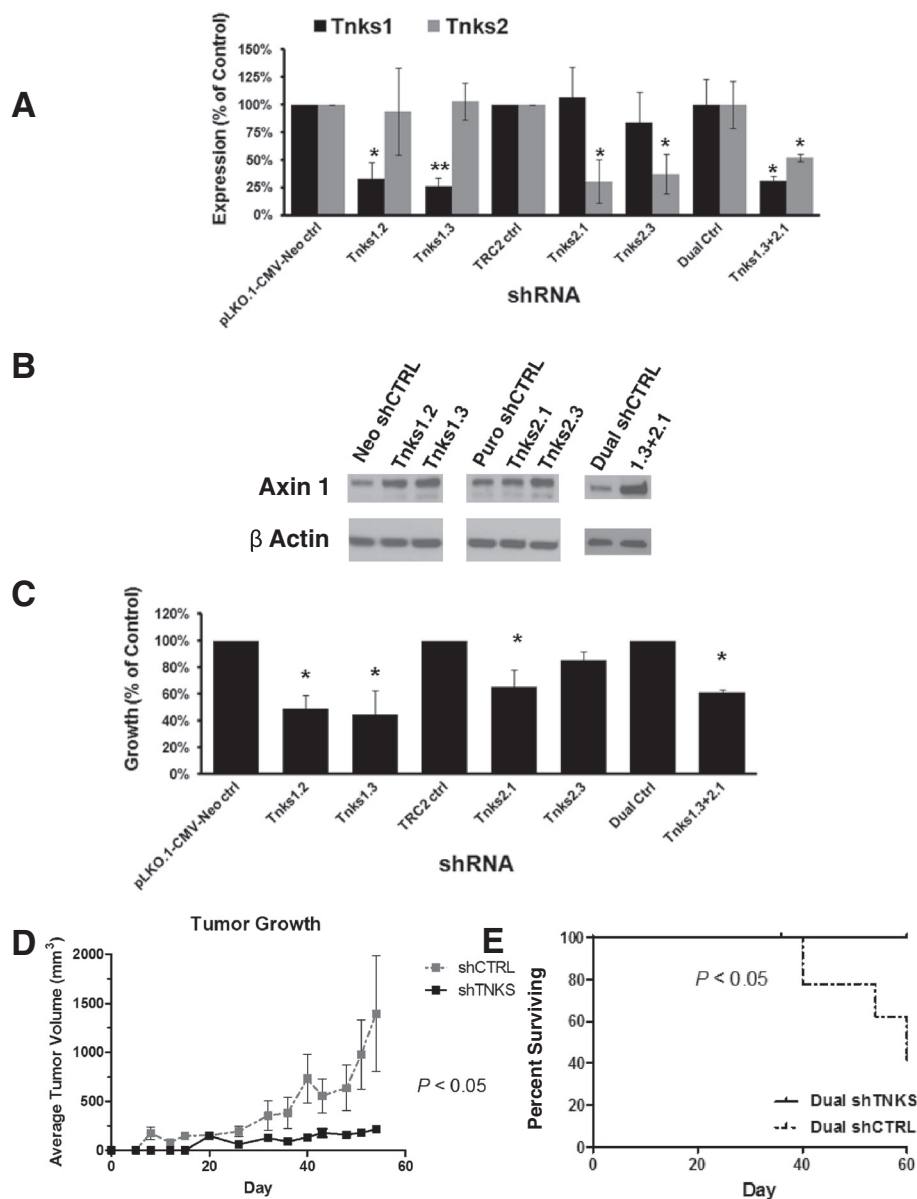 A
Tnks1 Tnks2
Expression (% of Control)
150%
125%
100%
75%
50%
25%
0%
* ** * * * *
pLKO.1-CMV-Neo ctrl
Tnks1.2
Tnks1.3
TRC2 ctrl
Tnks2.1
Tnks2.3
Dual Ctrl
Tnks1.3+2.1
shRNA
B
Neo shCTRL
Tnks1.2
Tnks1.3
Puro shCTRL
Tnks2.1
Tnks2.3
Dual shCTRL
1.3+2.1
Axin 1
β Actin
C
Growth (% of Control)
120%
100%
80%
60%
40%
20%
0%
* * * *
pLKO.1-CMV-Neo ctrl
Tnks1.2
Tnks1.3
TRC2 ctrl
Tnks2.1
Tnks2.3
Dual Ctrl
Tnks1.3+2.1
shRNA
D
Tumor Growth
Average Tumor Volume (mm³)
2000
1500
1000
500
0
0 20 40 60
Day
shCTRL
shTNKS
P < 0.05
E
Percent Surviving
100
80
60
40
20
0
0 20 40 60
Day
P < 0.05
Dual shTNKS
Dual shCTRL